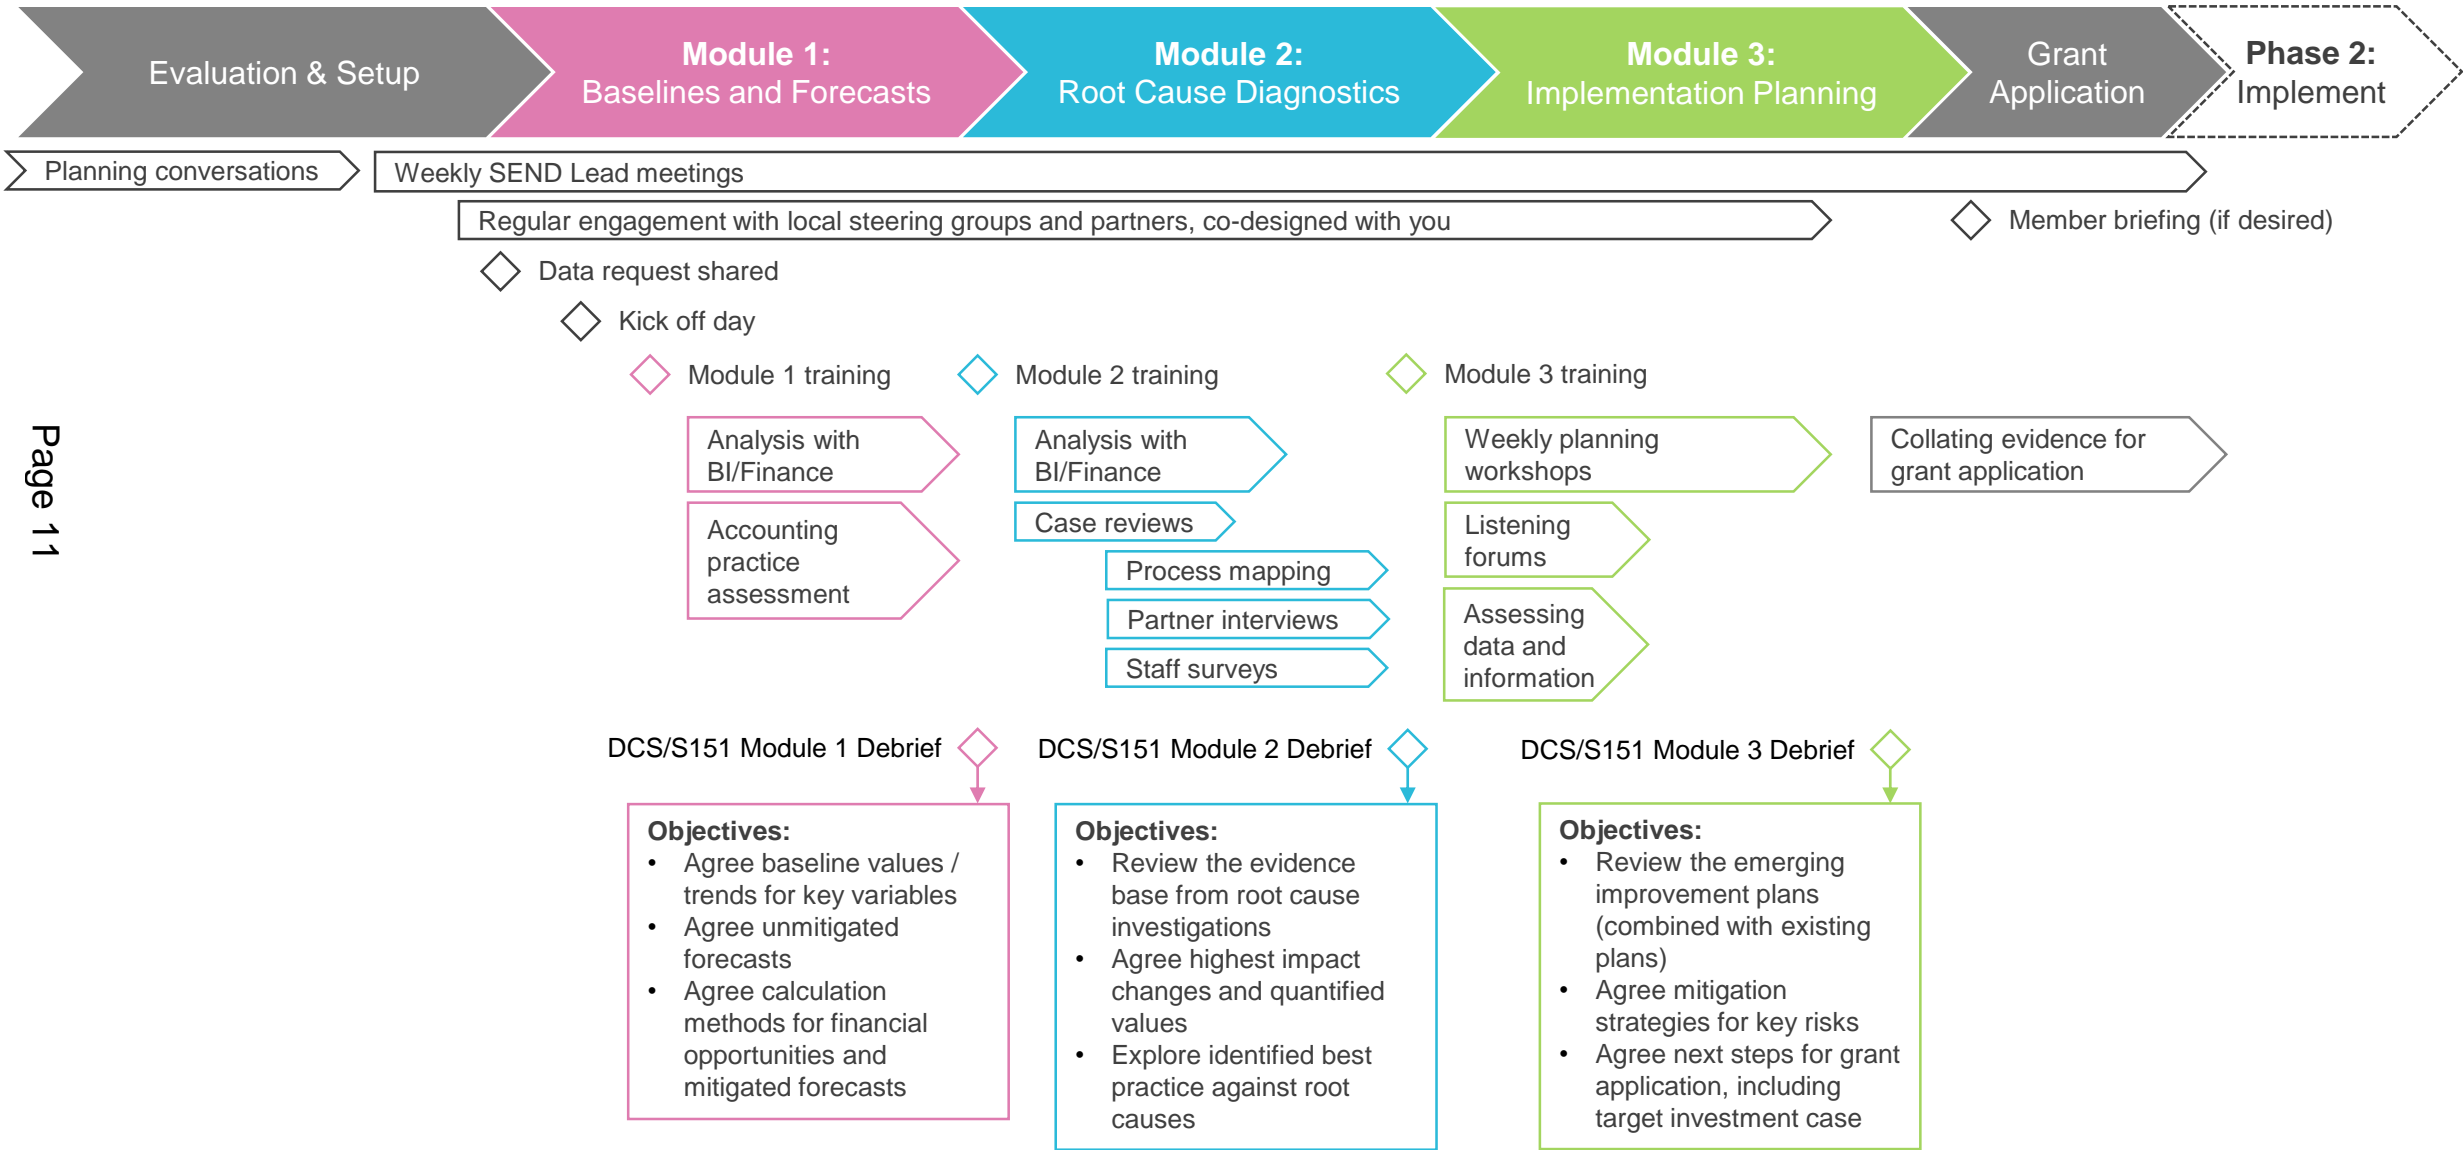 Evaluation & Setup
Module 1:
Baselines and Forecasts
Module 2:
Root Cause Diagnostics
Module 3:
Implementation Planning
Grant
Application
Phase 2:
Implement
Planning conversations
Weekly SEND Lead meetings
Regular engagement with local steering groups and partners, co-designed with you
Member briefing (if desired)
Data request shared
Kick off day
Module 1 training
Module 2 training
Module 3 training
Analysis with
BI/Finance
Analysis with
BI/Finance
Weekly planning
workshops
Collating evidence for
grant application
Accounting
practice
assessment
Case reviews
Process mapping
Partner interviews
Staff surveys
Listening
forums
Assessing
data and
information
Page 11
DCS/S151 Module 1 Debrief
DCS/S151 Module 2 Debrief
DCS/S151 Module 3 Debrief
Objectives:
• Agree baseline values /
trends for key variables
• Agree unmitigated
forecasts
• Agree calculation
methods for financial
opportunities and
mitigated forecasts
Objectives:
• Review the evidence
base from root cause
investigations
• Agree highest impact
changes and quantified
values
• Explore identified best
practice against root
causes
Objectives:
• Review the emerging
improvement plans
(combined with existing
plans)
• Agree mitigation
strategies for key risks
• Agree next steps for grant
application, including
target investment case